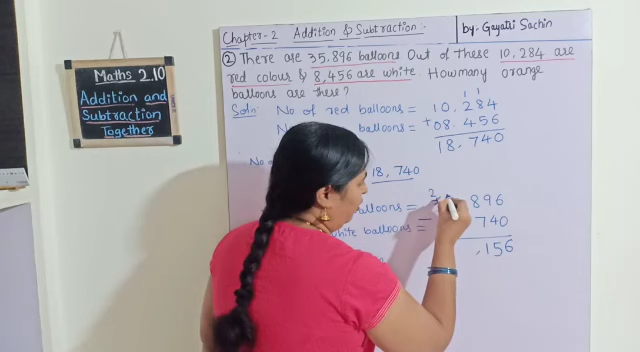 Chapter-2 Addition & Subtraction.
by- Gayatri Sachin
② There are 35,896 balloons Out of these 10,284 are
red colour & 8,456 are white. How many orange
balloons are there?
Maths 2.10
Addition and
Subtraction
Together
Soln: No of red balloons = 10,284
balloons = + 08,456
18,740
No
18,740
balloons = 896
white balloons = - 740
,156